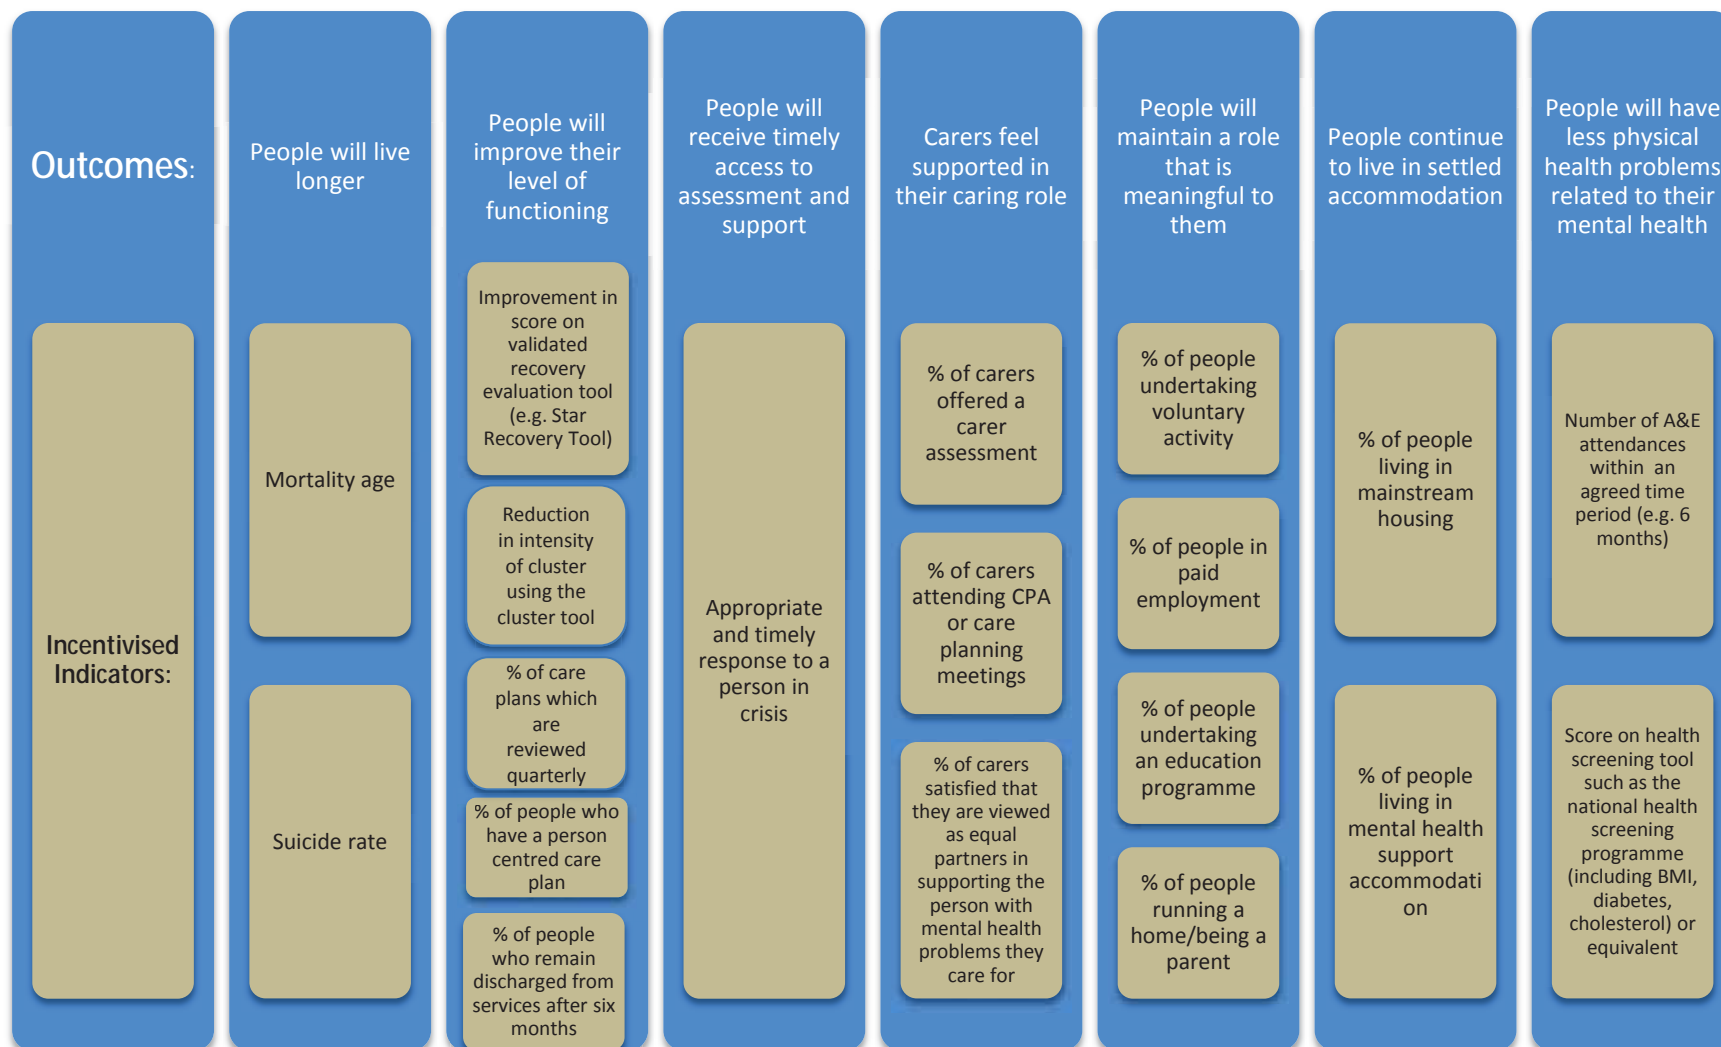 Outcomes:
Incentivised
Indicators:
People will live
longer
Mortality age
Suicide rate
People will
improve their
level of
functioning
Improvement in
score on
validated
recovery
evaluation tool
(e.g. Star
Recovery Tool)
Reduction
in intensity
of cluster
using the
cluster tool
% of care
plans which
are
reviewed
quarterly
% of people who
have a person
centred care
plan
% of people
who remain
discharged from
services after six
months
People will
receive timely
access to
assessment and
support
Appropriate
and timely
response to a
person in
crisis
Carers feel
supported in
their caring role
% of carers
offered a
carer
assessment
% of carers
attending CPA
or care
planning
meetings
% of carers
satisfied that
they are viewed
as equal
partners in
supporting the
person with
mental health
problems they
care for
People will
maintain a role
that is
meaningful to
them
% of people
undertaking
voluntary
activity
% of people in
paid
employment
% of people
undertaking
an education
programme
% of people
running a
home/being a
parent
People continue
to live in settled
accommodation
% of people
living in
mainstream
housing
% of people
living in
mental health
support
accommodati
on
People will have
less physical
health problems
related to their
mental health
Number of A&E
attendances
within an
agreed time
period (e.g. 6
months)
Score on health
screening tool
such as the
national health
screening
programme
(including BMI,
diabetes,
cholesterol) or
equivalent